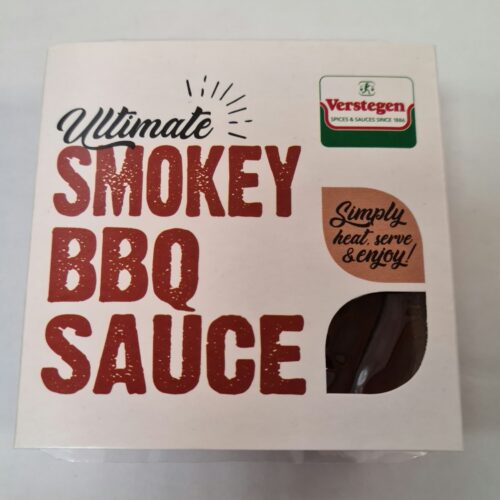 Ultimate
SMOKEY
BBQ
SAUCE
Verstegen
SPICES & SAUCES SINCE 1886
Simply
heat, serve
& enjoy!